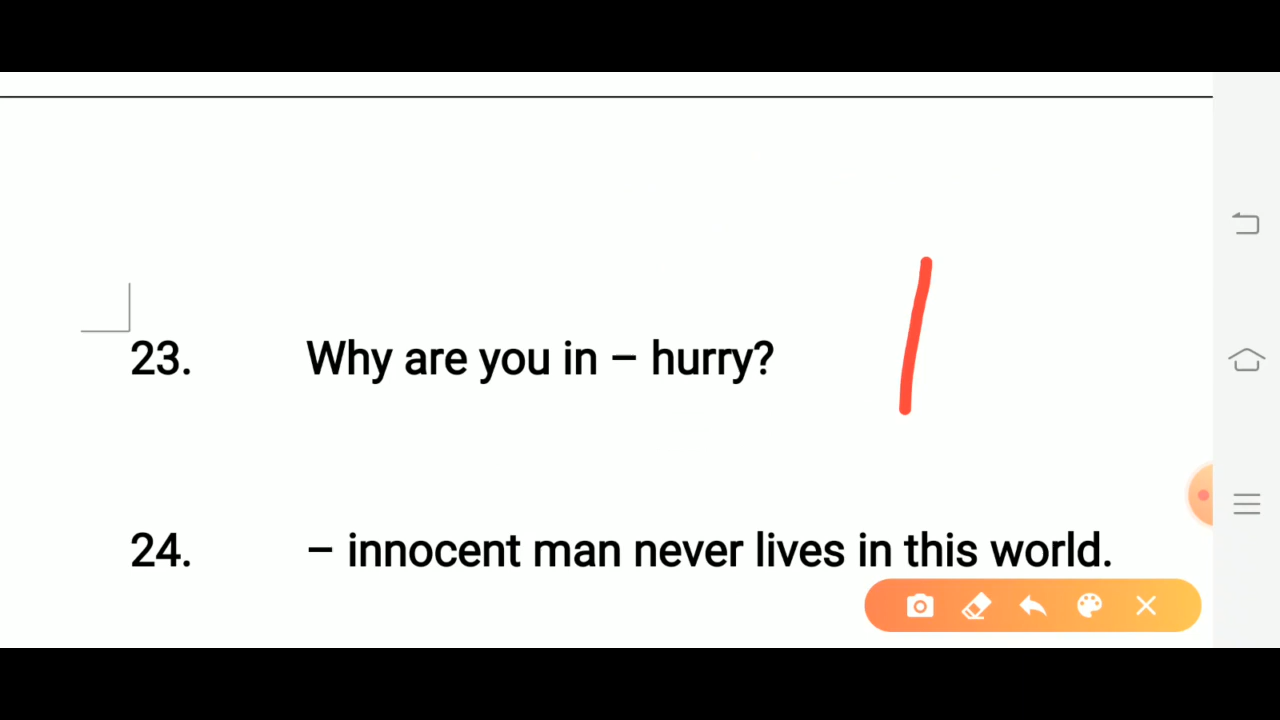 23. Why are you in – hurry?
24. – innocent man never lives in this world.